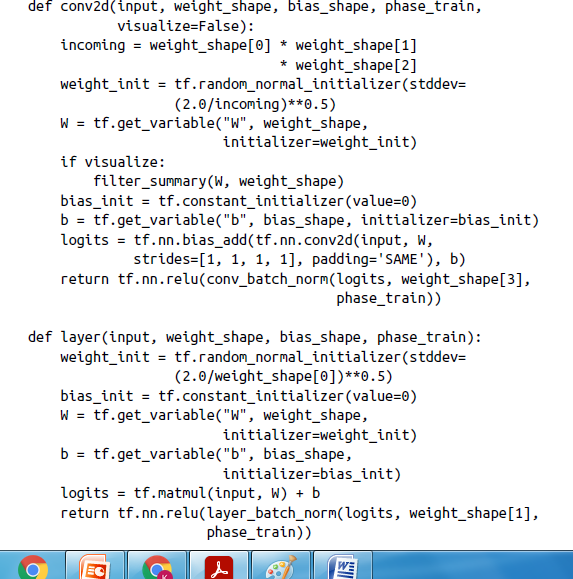 def conv2d(input, weight_shape, bias_shape, phase_train,
           visualize=False):
    incoming = weight_shape[0] * weight_shape[1]
                               * weight_shape[2]
    weight_init = tf.random_normal_initializer(stddev=
                  (2.0/incoming)**0.5)
    W = tf.get_variable("W", weight_shape,
                        initializer=weight_init)
    if visualize:
        filter_summary(W, weight_shape)
    bias_init = tf.constant_initializer(value=0)
    b = tf.get_variable("b", bias_shape, initializer=bias_init)
    logits = tf.nn.bias_add(tf.nn.conv2d(input, W,
             strides=[1, 1, 1, 1], padding='SAME'), b)
    return tf.nn.relu(conv_batch_norm(logits, weight_shape[3],
                                      phase_train))

def layer(input, weight_shape, bias_shape, phase_train):
    weight_init = tf.random_normal_initializer(stddev=
                  (2.0/weight_shape[0])**0.5)
    bias_init = tf.constant_initializer(value=0)
    W = tf.get_variable("W", weight_shape,
                        initializer=weight_init)
    b = tf.get_variable("b", bias_shape,
                        initializer=bias_init)
    logits = tf.matmul(input, W) + b
    return tf.nn.relu(layer_batch_norm(logits, weight_shape[1],
                      phase_train))
K
W